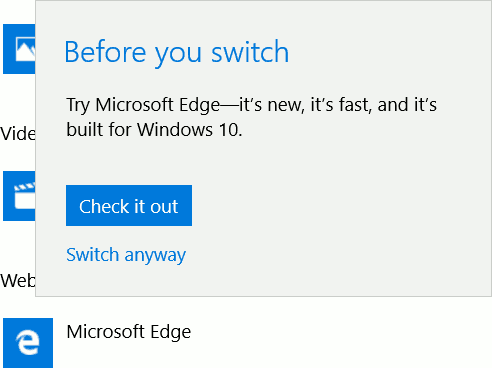 Before you switch
Try Microsoft Edge—it's new, it's fast, and it's
built for Windows 10.
Vide
Check it out
Switch anyway
Web
Microsoft Edge